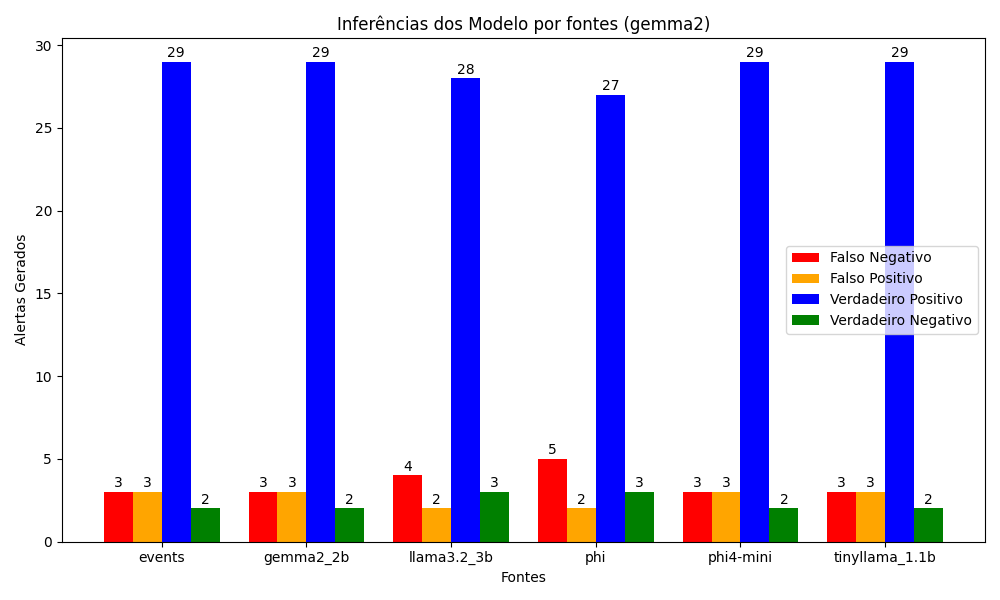 Inferências dos Modelo por fontes (gemma2)
Alertas Gerados
30
25
20
15
10
5
0
3 3 29 2
3 3 29 2
4 2 28 3
5 2 27 3
3 3 29 2
3 3 29 2
Falso Negativo
Falso Positivo
Verdadeiro Positivo
Verdadeiro Negativo
events gemma2_2b llama3.2_3b phi phi4-mini tinyllama_1.1b
Fontes